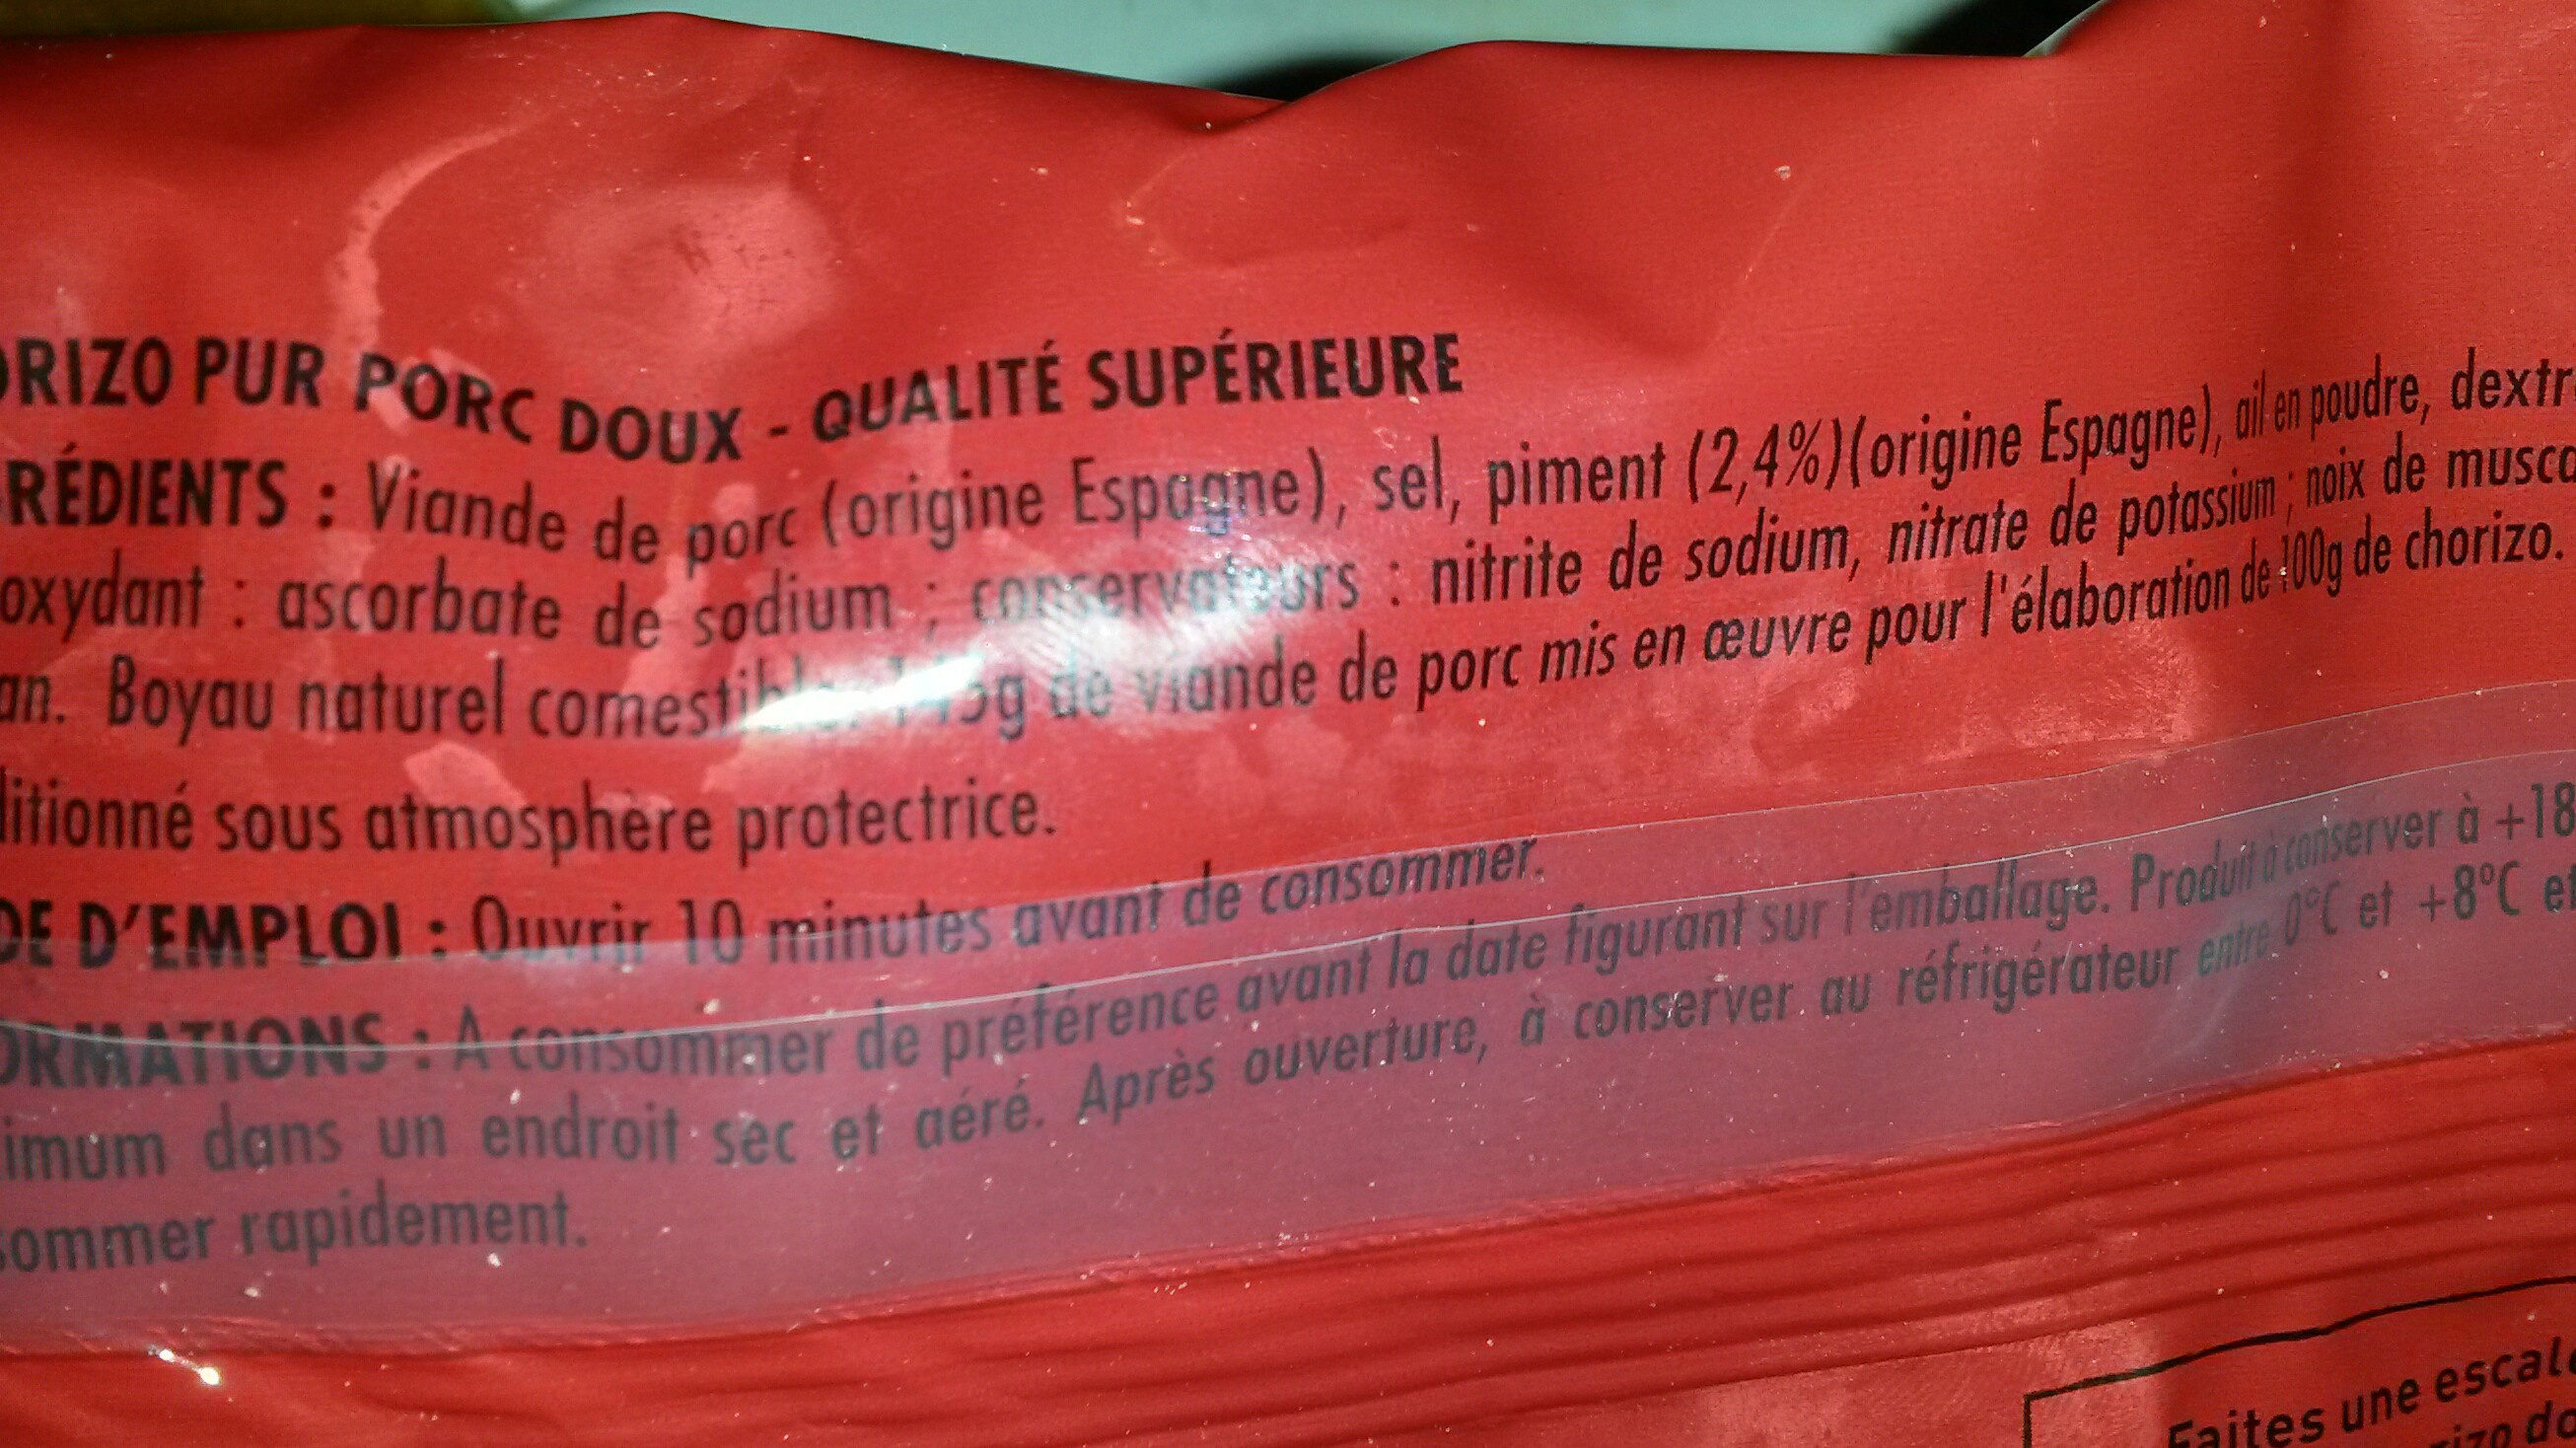 ORIZO PUR PORC DOUX - QUALITÉ SUPÉRIEURE
RÉDIENTS : Viande de porc (origine Espagne), sel, piment (2,4%)(origine Espagne), ail en poudre, dextr
oxydant : ascorbate de sodium ; conservateurs : nitrite de sodium, nitrate de potassium ; noix de musca
an. Boyau naturel comestible. g de viande de porc mis en œuvre pour l'élaboration de 100g de chorizo.
litionné sous atmosphère protectrice.
DE D'EMPLOI : Ouvrir 10 minutes avant de consommer.
ORMATIONS : A consommer de préférence avant la date figurant sur l'emballage. Produit à conserver à +18
imum dans un endroit sec et aéré. Après ouverture, à conserver au réfrigérateur entre 0°C et +8°C et
sommer rapidement.
Faites une escale
rizo do